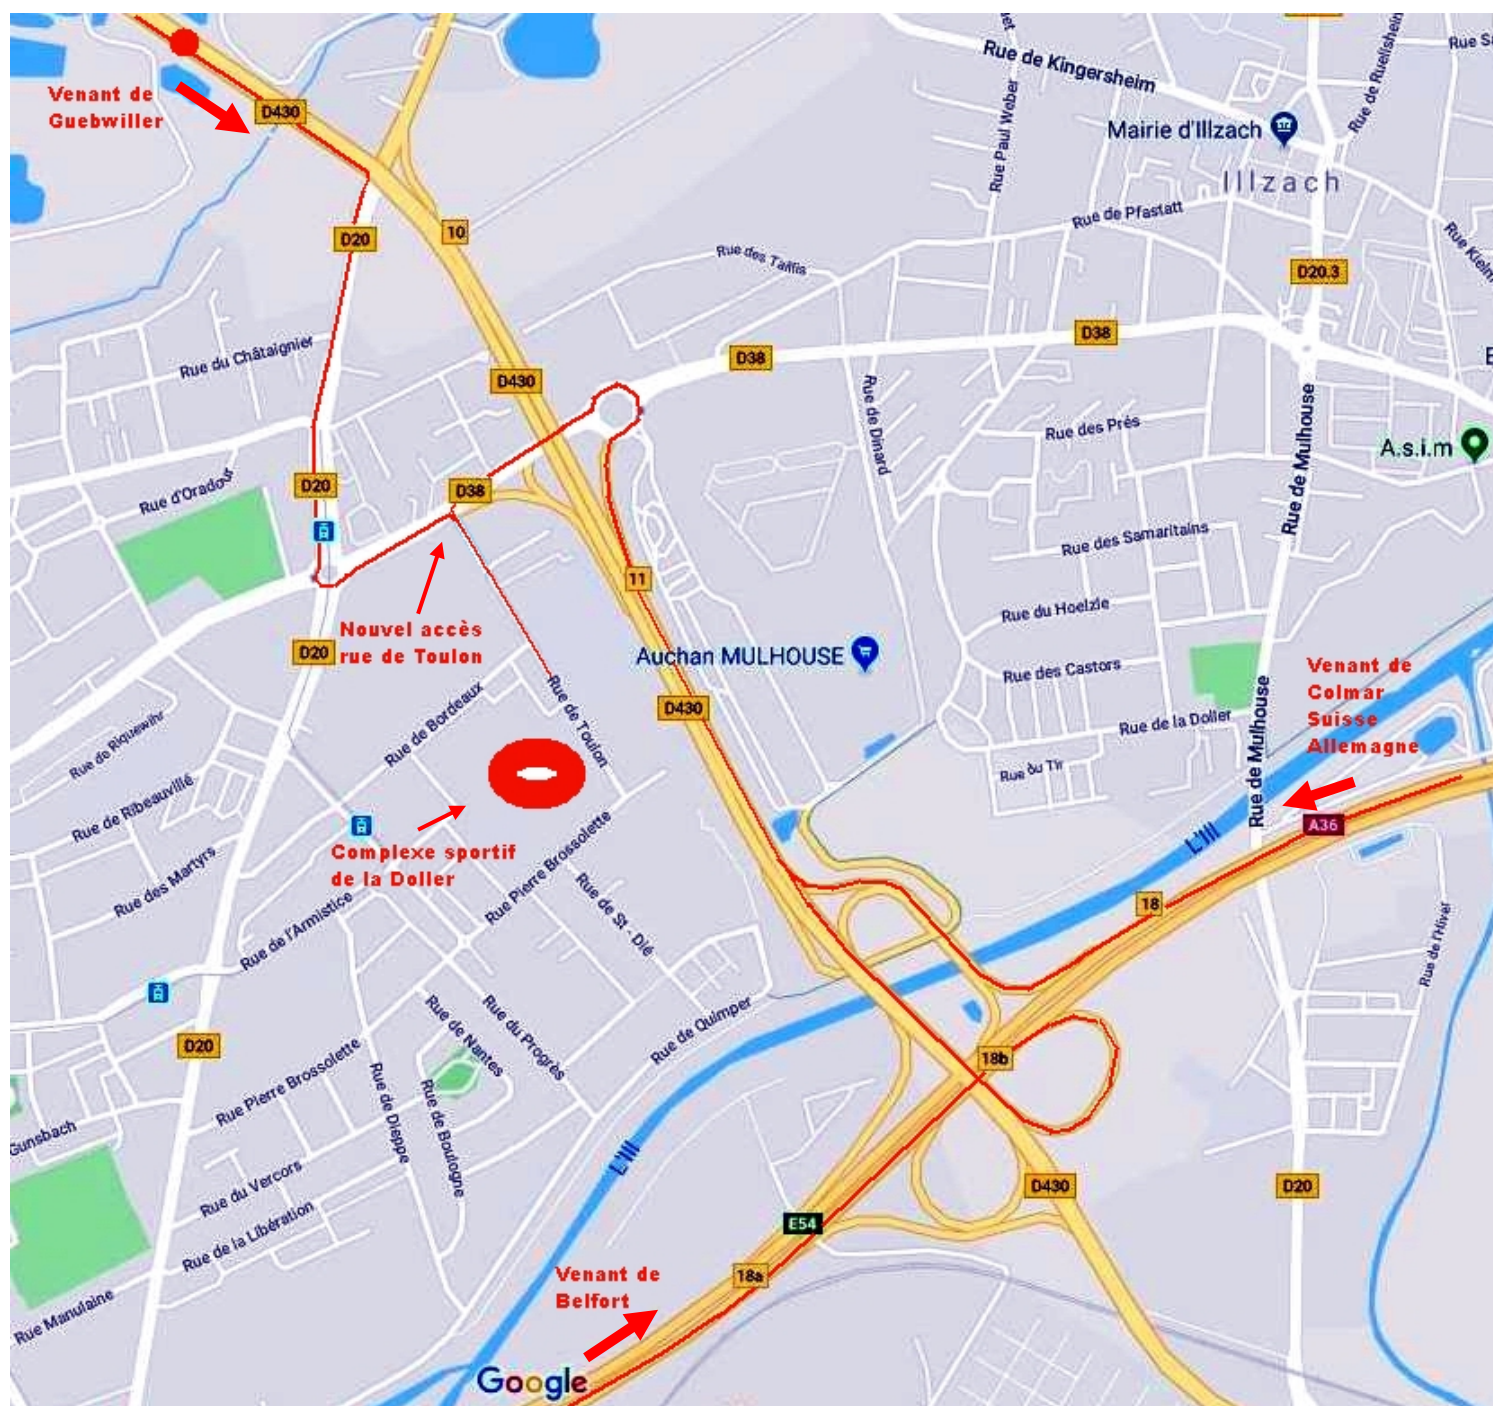 Rue de Kingersheim
Rue de Ruelisheim
Rue Paul Weber
Venant de
Guebwiller
D430
Mairie d'Illzach
Illzach
Rue de Pfastatt
10
D20
Rue des Taillis
D20.3
D38
D38
Rue du Châtaignier
D430
Rue de Dinard
Rue des Prés
Rue de Mulhouse
A.s.i.m
Rue d'Oradour
D20
D38
Rue des Samaritains
11
Rue du Hoelzle
Nouvel accès
rue de Toulon
D20
Auchan MULHOUSE
Rue des Castors
Venant de
Colmar
Suisse
Allemagne
Rue de Bordeaux
Rue de Toulon
D430
Rue de la Doller
Rue de Mulhouse
Rue de Riquewihr
Rue du Tir
Rue de Ribeauvillé
A36
L'Ill
Complexe sportif
de la Doller
Rue des Martyrs
Rue Pierre Brossolette
Rue de St - Dié
18
Rue de l'Armistice
Rue de l'Hiver
D20
Rue de Nantes
Rue du Progrès
Rue de Quimper
18b
Rue Pierre Brossolette
Rue de Dieppe
Rue de Boulogne
Gunsbach
L'Ill
Rue du Vercors
D430
D20
Rue de la Libération
E54
18a
Venant de
Belfort
Rue Manulaine
Google